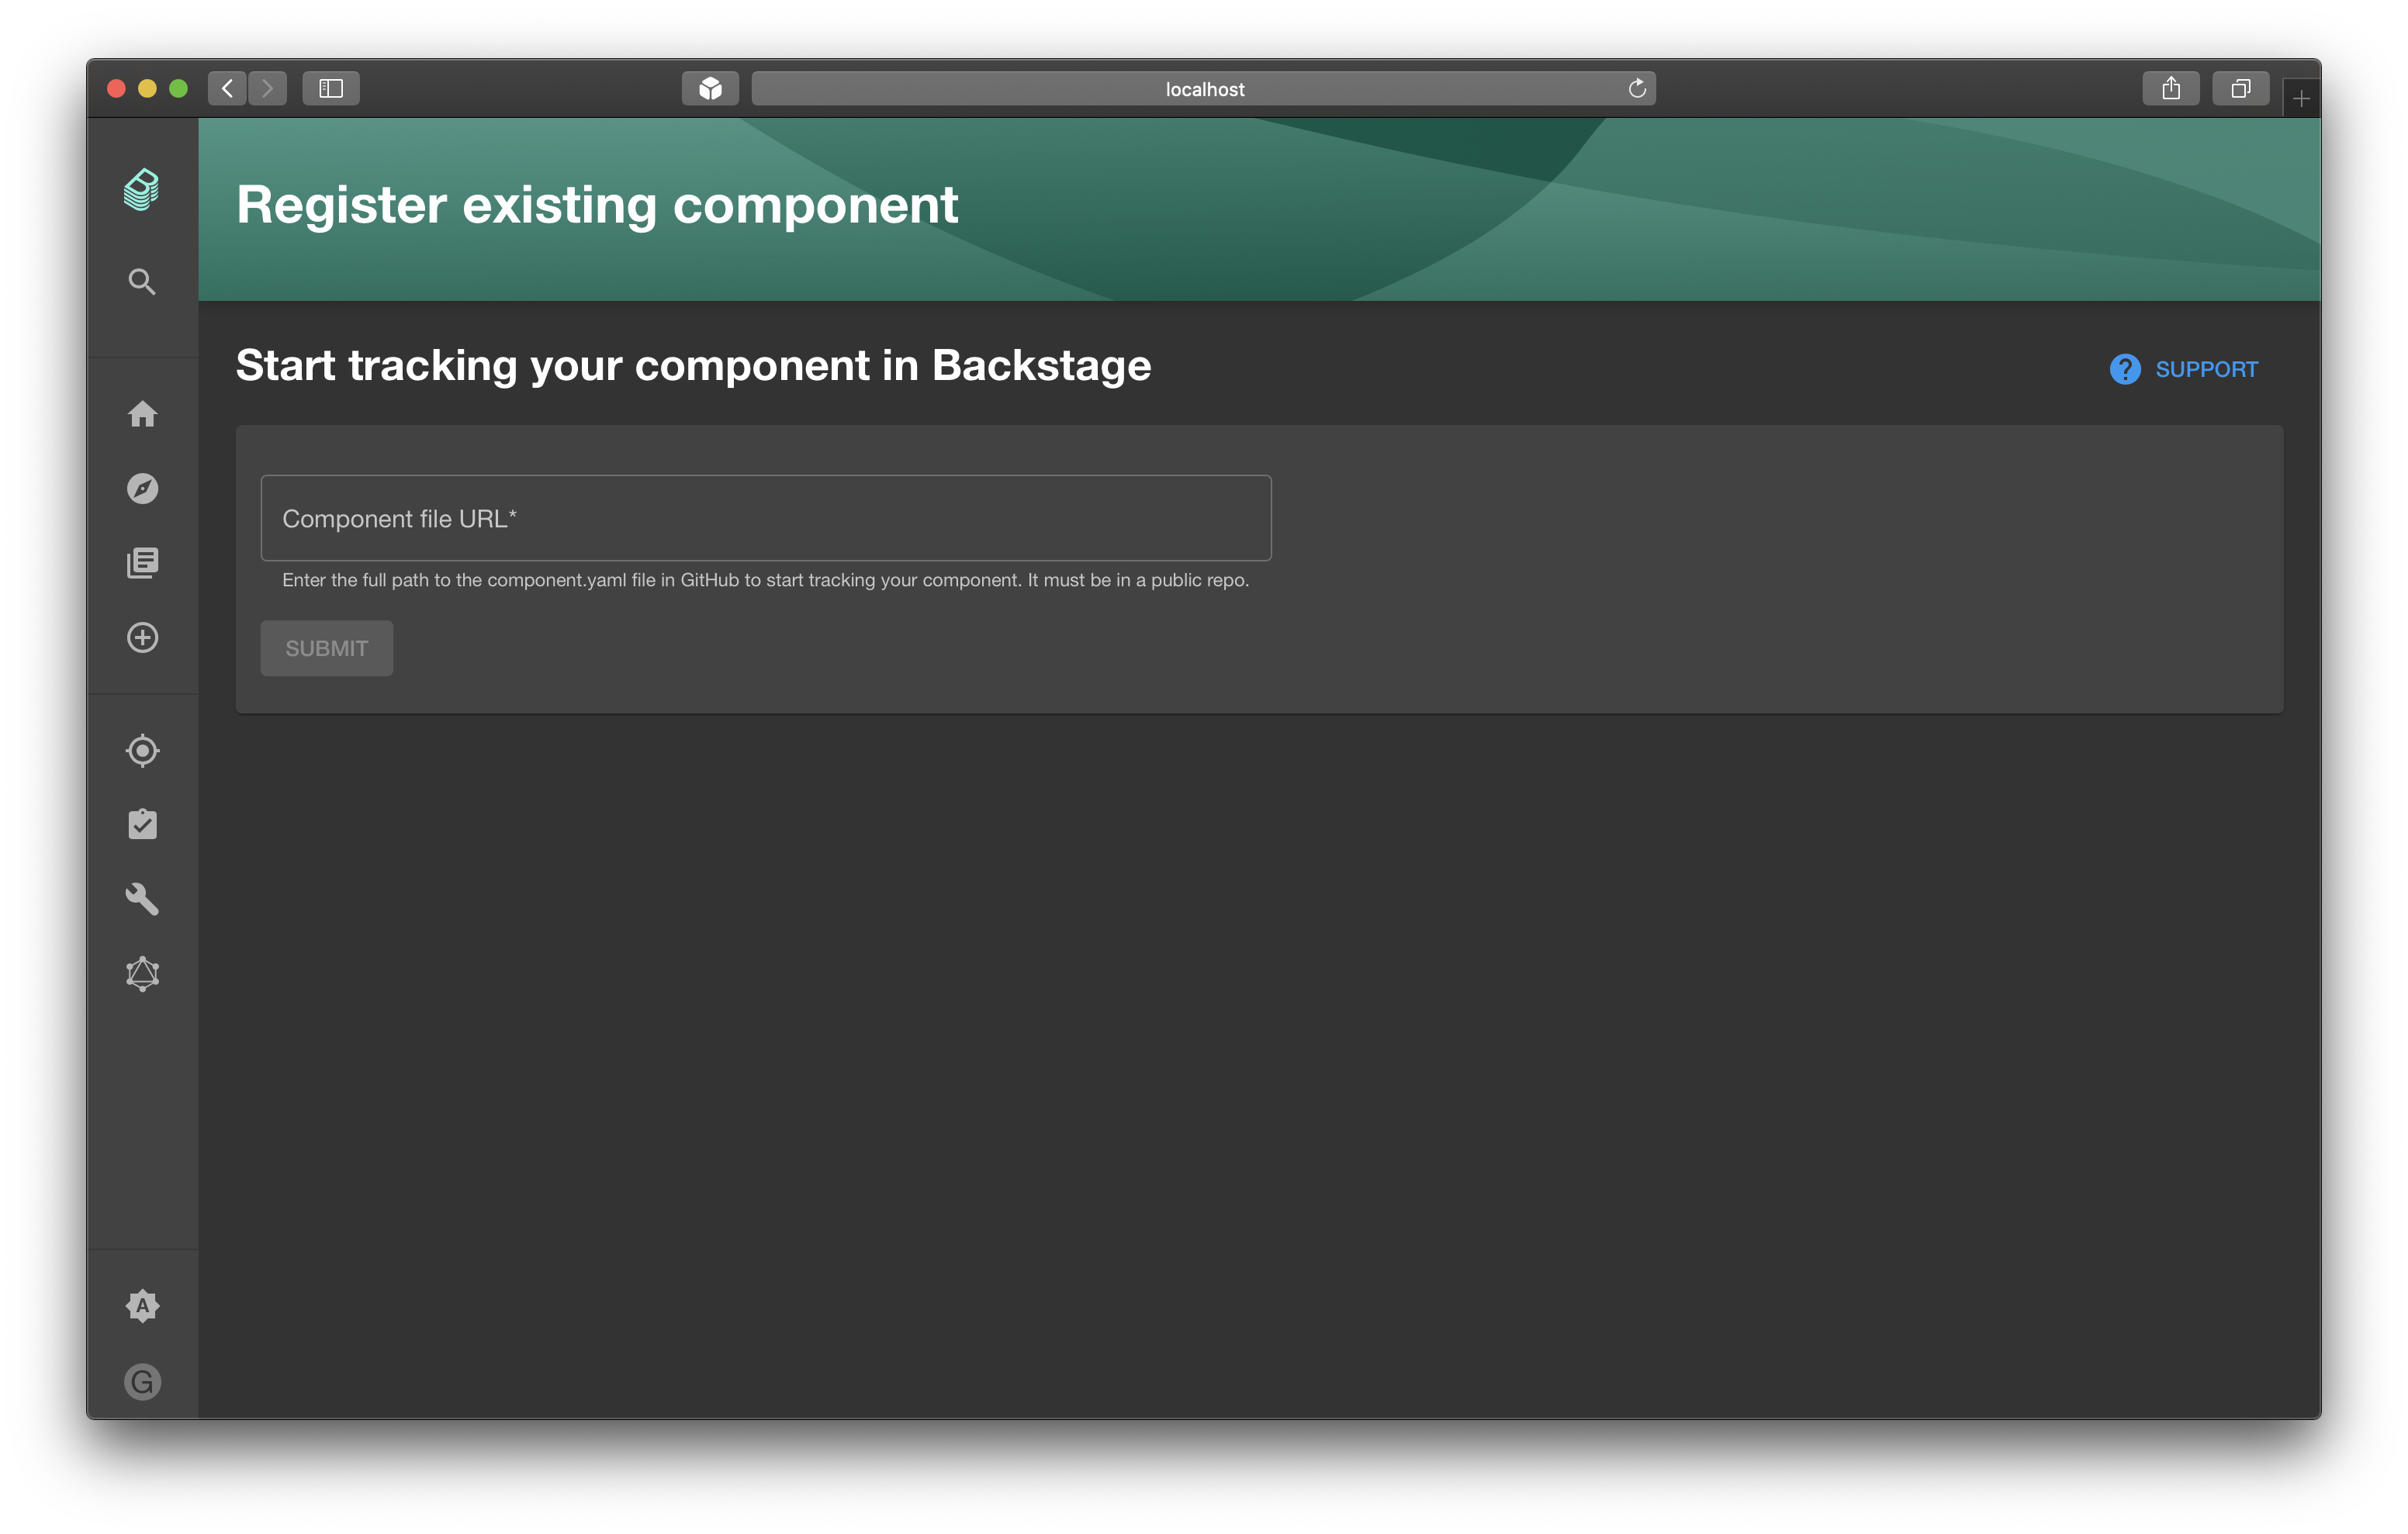 localhost
Register existing component
Start tracking your component in Backstage
SUPPORT
Component file URL*
Enter the full path to the component.yaml file in GitHub to start tracking your component. It must be in a public repo.
SUBMIT
A
G